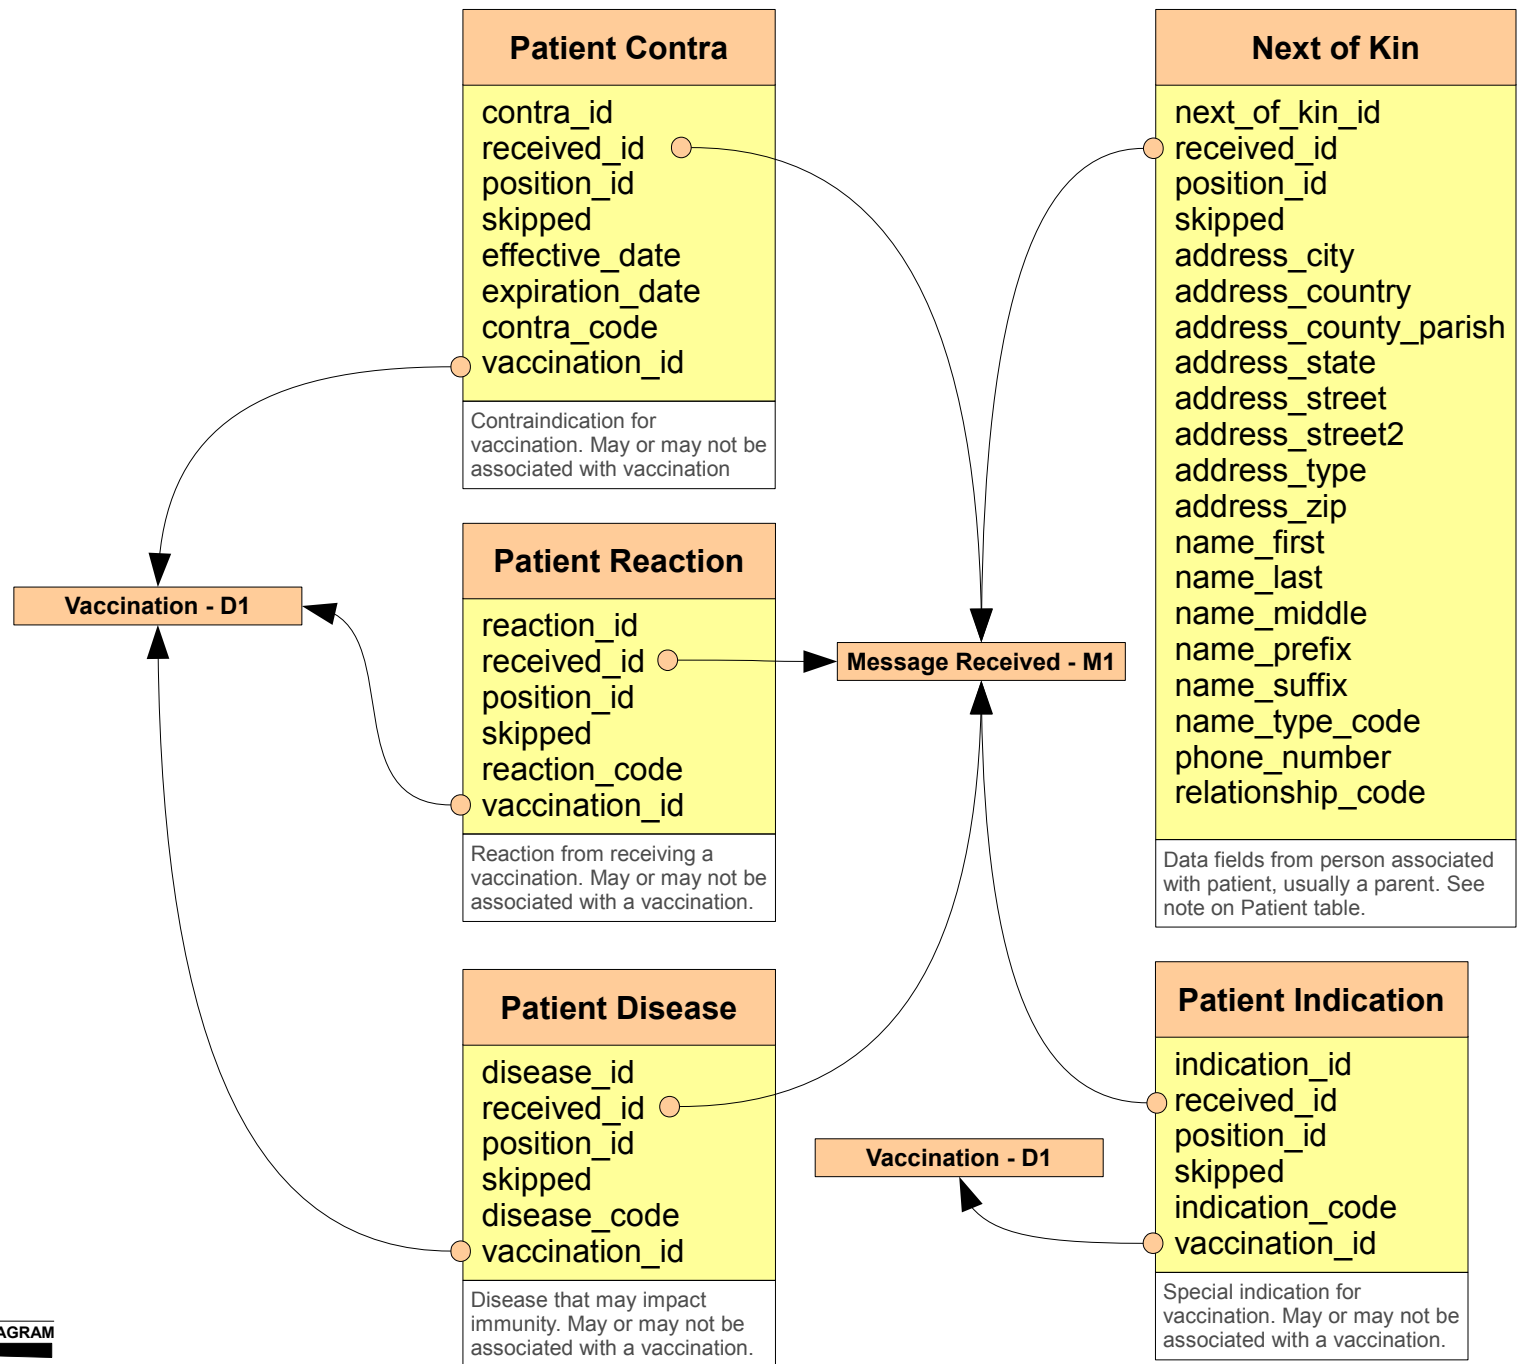 Patient Contra
contra_id
received_id
position_id
skipped
effective_date
expiration_date
contra_code
vaccination_id
Contraindication for
vaccination. May or may not be
associated with vaccination
Next of Kin
next_of_kin_id
received_id
position_id
skipped
address_city
address_country
address_county_parish
address_state
address_street
address_street2
address_type
address_zip
name_first
name_last
name_middle
name_prefix
name_suffix
name_type_code
phone_number
relationship_code
Data fields from person associated
with patient, usually a parent. See
note on Patient table.
Vaccination - D1
Patient Reaction
reaction_id
received_id
position_id
skipped
reaction_code
vaccination_id
Reaction from receiving a
vaccination. May or may not be
associated with a vaccination.
Message Received - M1
Patient Disease
disease_id
received_id
position_id
skipped
disease_code
vaccination_id
Disease that may impact
immunity. May or may not be
associated with a vaccination.
Vaccination - D1
Patient Indication
indication_id
received_id
position_id
skipped
indication_code
vaccination_id
Special indication for
vaccination. May or may not be
associated with a vaccination.
AGRAM